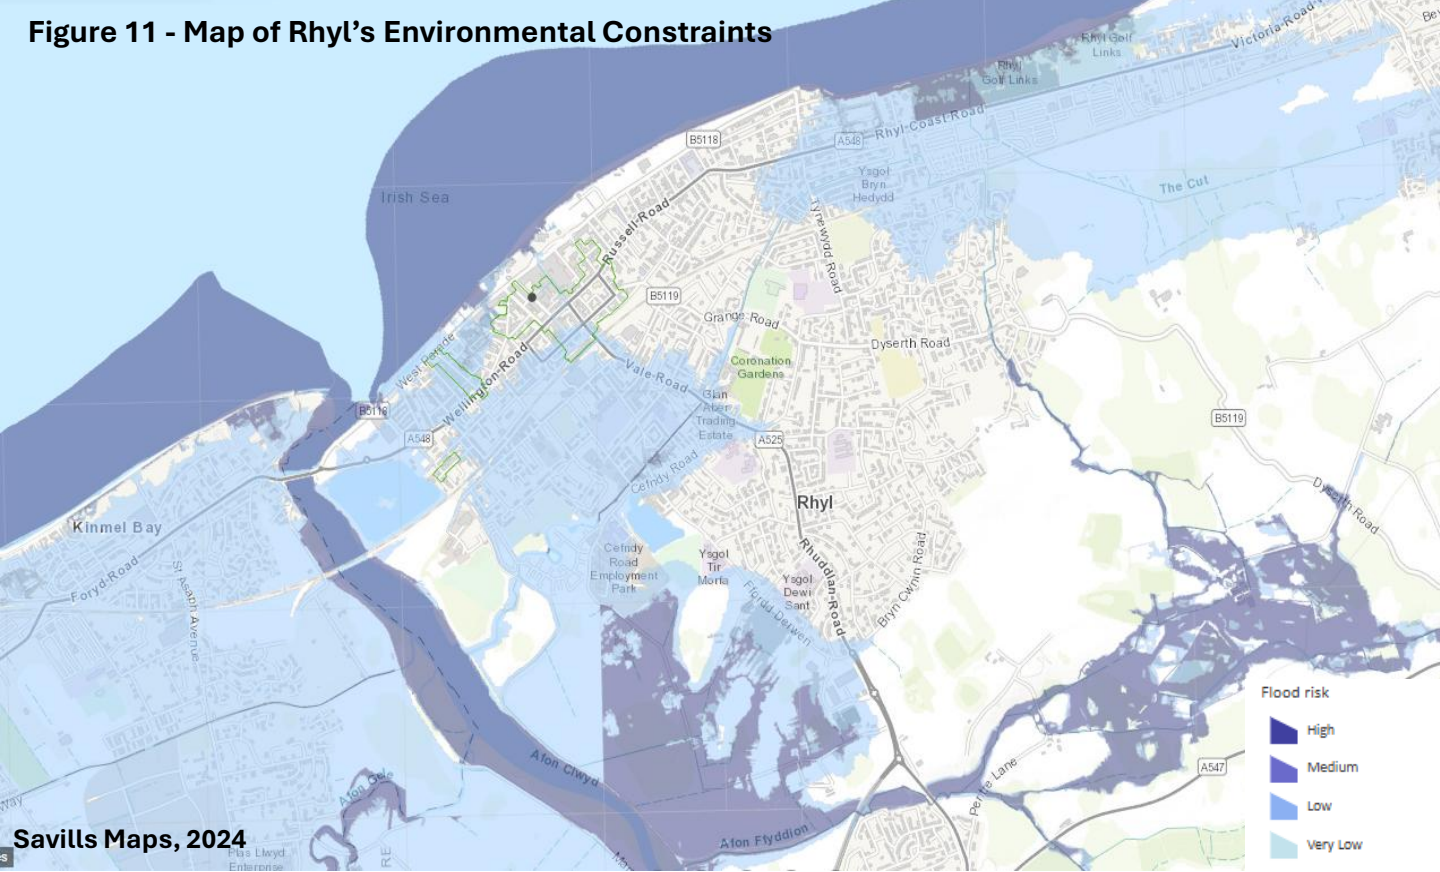 Figure 11 - Map of Rhyl's Environmental Constraints
Rhyl Golf
Links
Victoria-Road
Rhyl
Golf Links
Rhyl-Coast-Road
B5118
A548
Irish Sea
Ysgol
Bryn
Hedydd
The Cut
Russell-Road
Tynewydd Road
B5119
Grange-Road
Dyserth Road
West Parade
Wellington-Road
Vale-Road
Coronation
Gardens
Glan
Aber
Trading
Estate
B5118
A548
A525
B5119
Cefndy Road
Rhyl
Dyserth Road
Kinmel Bay
Foryd-Road
St Asaph Avenue
Cefndy
Road
Employment
Park
Ysgol
Tir
Morfa
Ysgol
Dewi
Sant
Ffordd Derwen
Rhuddlan-Road
Bryn Cwnin Road
Afon Clwyd
Afon Gele
Way
Afon Ffyddion
Pentre Lane
A547
Plas Llwyd
Enterprise
RE
Flood risk
High
Medium
Low
Very Low
Savills Maps, 2024